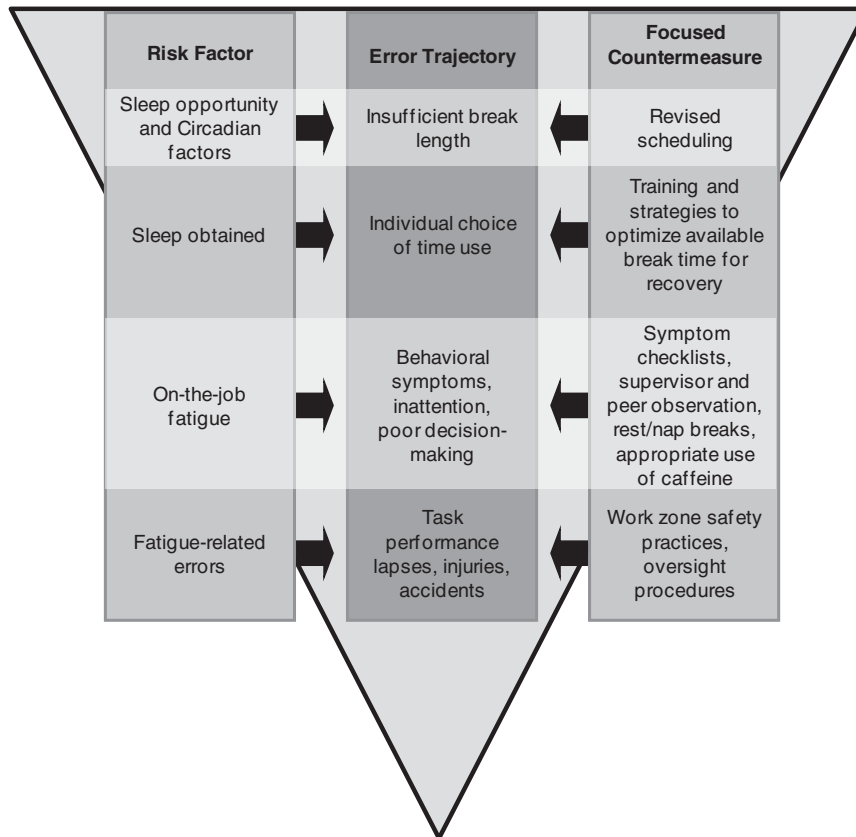 Risk Factor
Error Trajectory
Focused
Countermeasure
Sleep opportunity
and Circadian
factors
Insufficient break
length
Revised
scheduling
Sleep obtained
Individual choice
of time use
Training and
strategies to
optimize available
break time for
recovery
On-the-job
fatigue
Behavioral
symptoms,
inattention,
poor decision-
making
Symptom
checklists,
supervisor and
peer observation,
rest/nap breaks,
appropriate use
of caffeine
Fatigue-related
errors
Task
performance
lapses, injuries,
accidents
Work zone safety
practices,
oversight
procedures